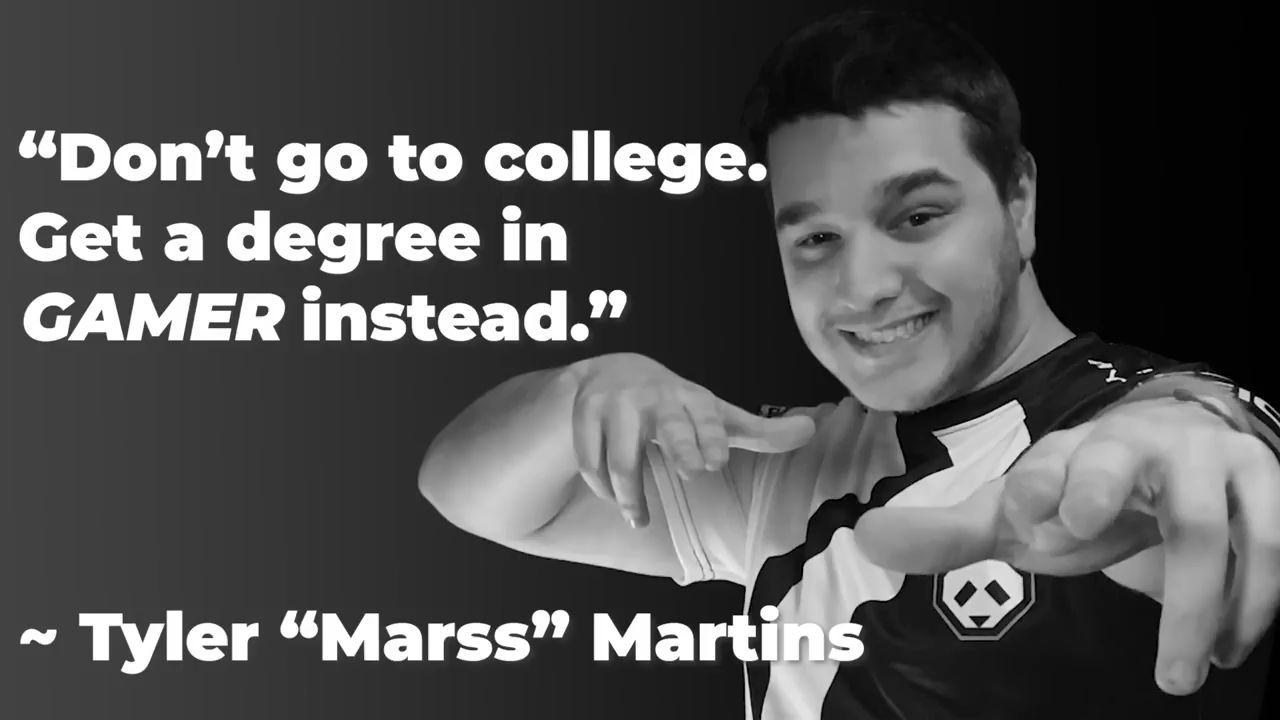 “Don’t go to college.
Get a degree in
GAMER instead.”
~ Tyler “Marss” Martins